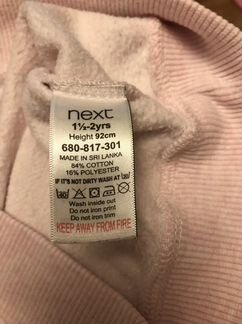 next
1½-2yrs
Height 92cm
680-817-301
MADE IN SRI LANKA
84% COTTON
16% POLYESTER
IF IT'S NOT DIRTY WASH AT 20
Wash inside out
Do not iron print
Do not iron trim
KEEP AWAY FROM FIRE